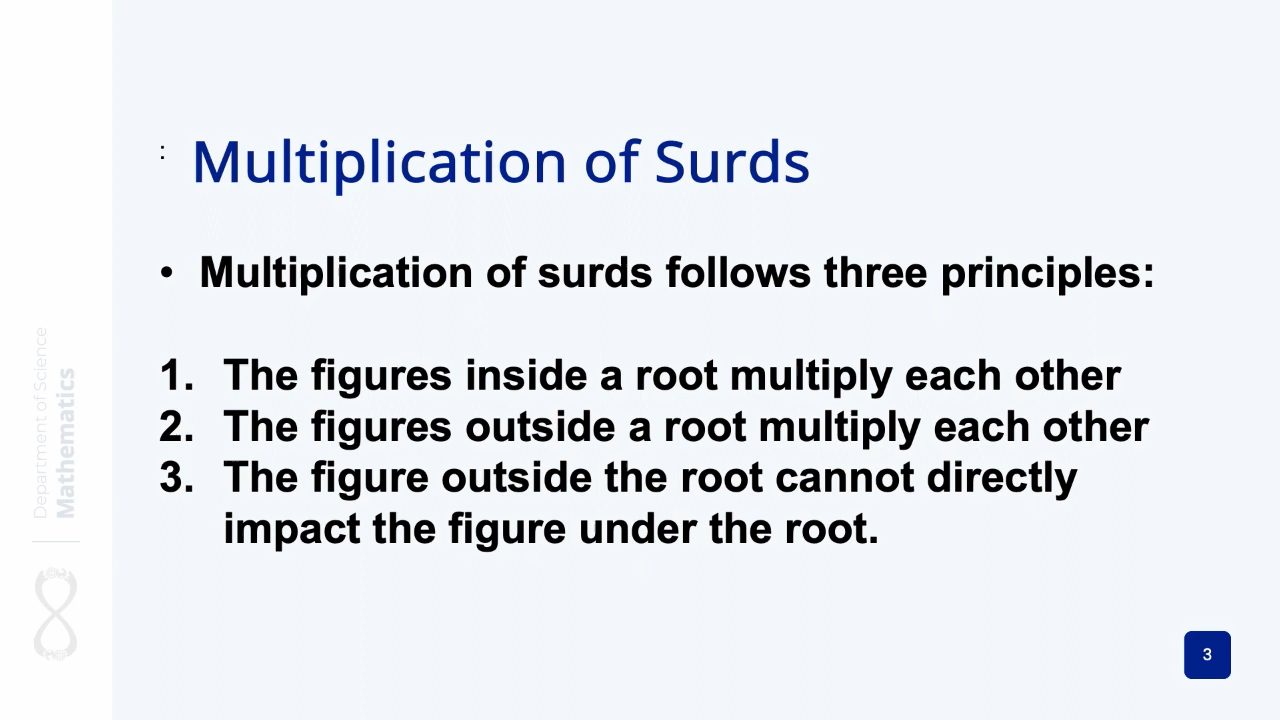 : Multiplication of Surds
• Multiplication of surds follows three principles:
1. The figures inside a root multiply each other
2. The figures outside a root multiply each other
3. The figure outside the root cannot directly
impact the figure under the root.
Department of Science
Mathematics
3